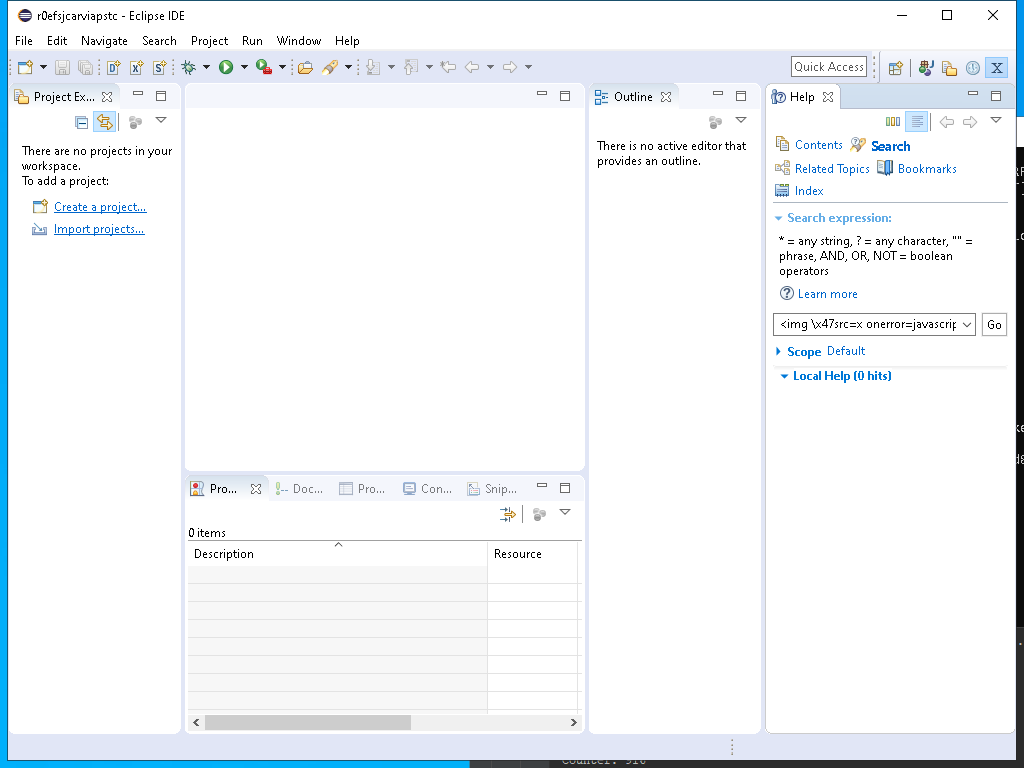 r0efsjcarviapstc - Eclipse IDE
File Edit Navigate Search Project Run Window Help
Quick Access
Project Ex...
There are no projects in your
workspace.
To add a project:
Create a project...
Import projects...
Outline
There is no active editor that
provides an outline.
Help
Contents Search
Related Topics Bookmarks
Index
Search expression:
* = any string, ? = any character, "" =
phrase, AND, OR, NOT = boolean
operators
Learn more
<img \x47src=x onerror=javascrip
Go
Scope Default
Local Help (0 hits)
Pro... Doc... Pro... Con... Snip...
0 items
Description Resource